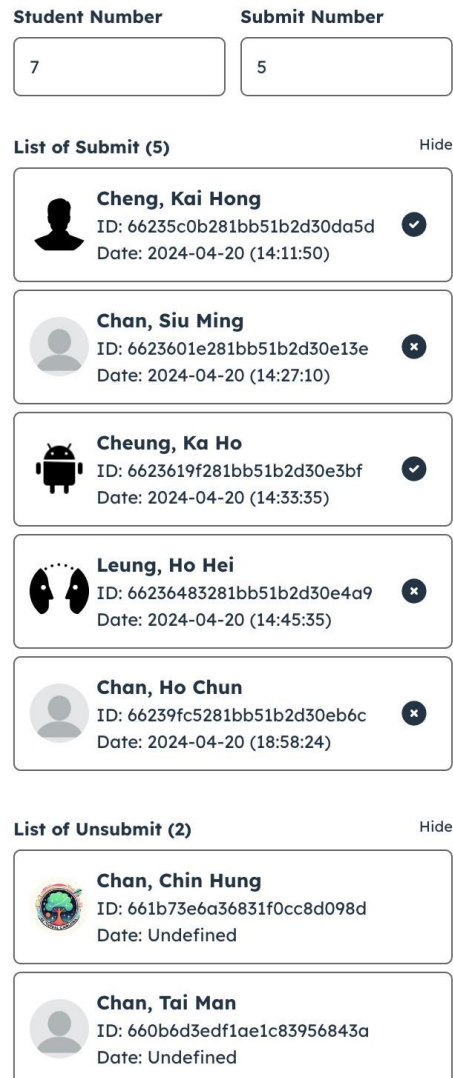 Student Number
Submit Number
7
5
List of Submit (5)
Hide
Cheng, Kai Hong
ID: 66235c0b281bb51b2d30da5d
Date: 2024-04-20 (14:11:50)
Chan, Siu Ming
ID: 6623601e281bb51b2d30e13e
Date: 2024-04-20 (14:27:10)
Cheung, Ka Ho
ID: 6623619f281bb51b2d30e3bf
Date: 2024-04-20 (14:33:35)
Leung, Ho Hei
ID: 66236483281bb51b2d30e4a9
Date: 2024-04-20 (14:45:35)
Chan, Ho Chun
ID: 66239fc5281bb51b2d30eb6c
Date: 2024-04-20 (18:58:24)
List of Unsubmit (2)
Hide
Chan, Chin Hung
ID: 661b73e6a36831f0cc8d098d
Date: Undefined
Chan, Tai Man
ID: 660b6d3edf1ae1c83956843a
Date: Undefined